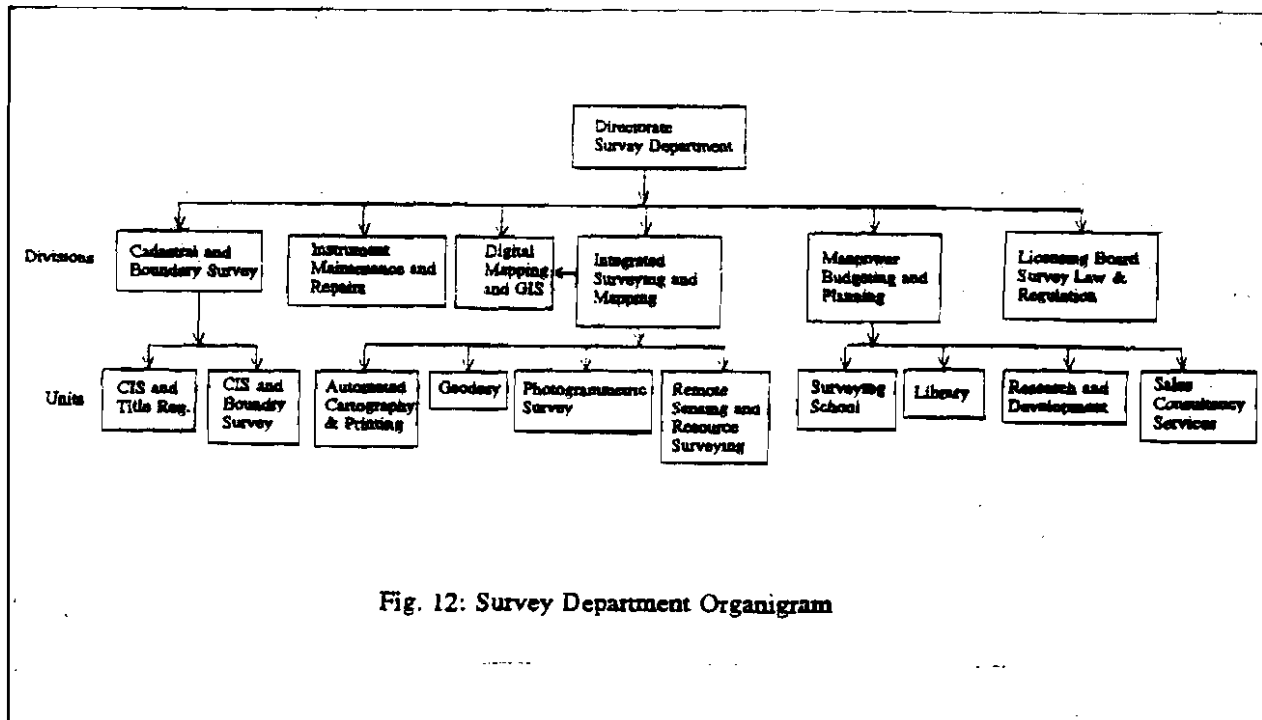 Directorate
Survey Department
Divisions
Cadastral and
Boundary Survey
Instrument
Maintenance and
Repairs
Digital
Mapping
and GIS
Integrated
Surveying and
Mapping
Manpower
Budgeting and
Planning
Licensing Board
Survey Law &
Regulation
Units
CIS and
Title Reg.
CIS and
Boundry
Survey
Automated
Cartography
& Printing
Geodesy
Photogrammetric
Survey
Remote
Sensing and
Resource
Surveying
Surveying
School
Library
Research and
Development
Sales
Consultancy
Services
Fig. 12: Survey Department Organigram